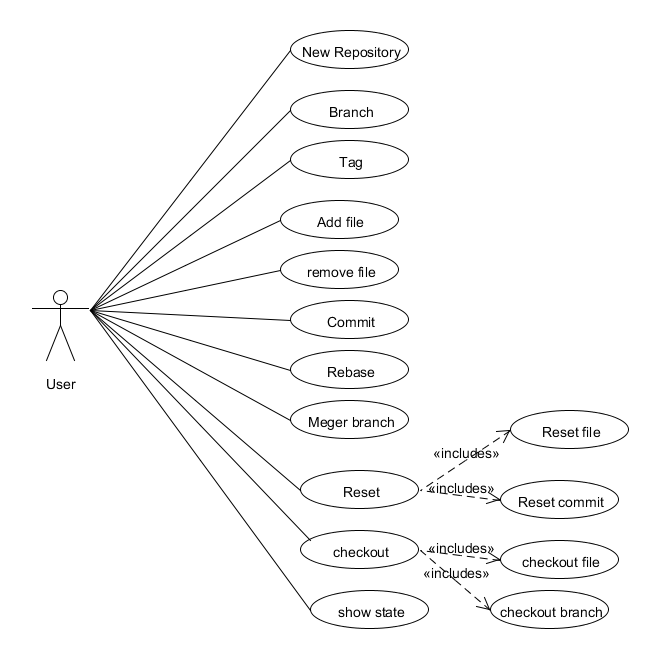 New Repository
Branch
Tag
Add file
remove file
Commit
User
Rebase
Meger branch
Reset file
«includes»
Reset
«includes»
Reset commit
checkout
«includes»
checkout file
«includes»
show state
checkout branch